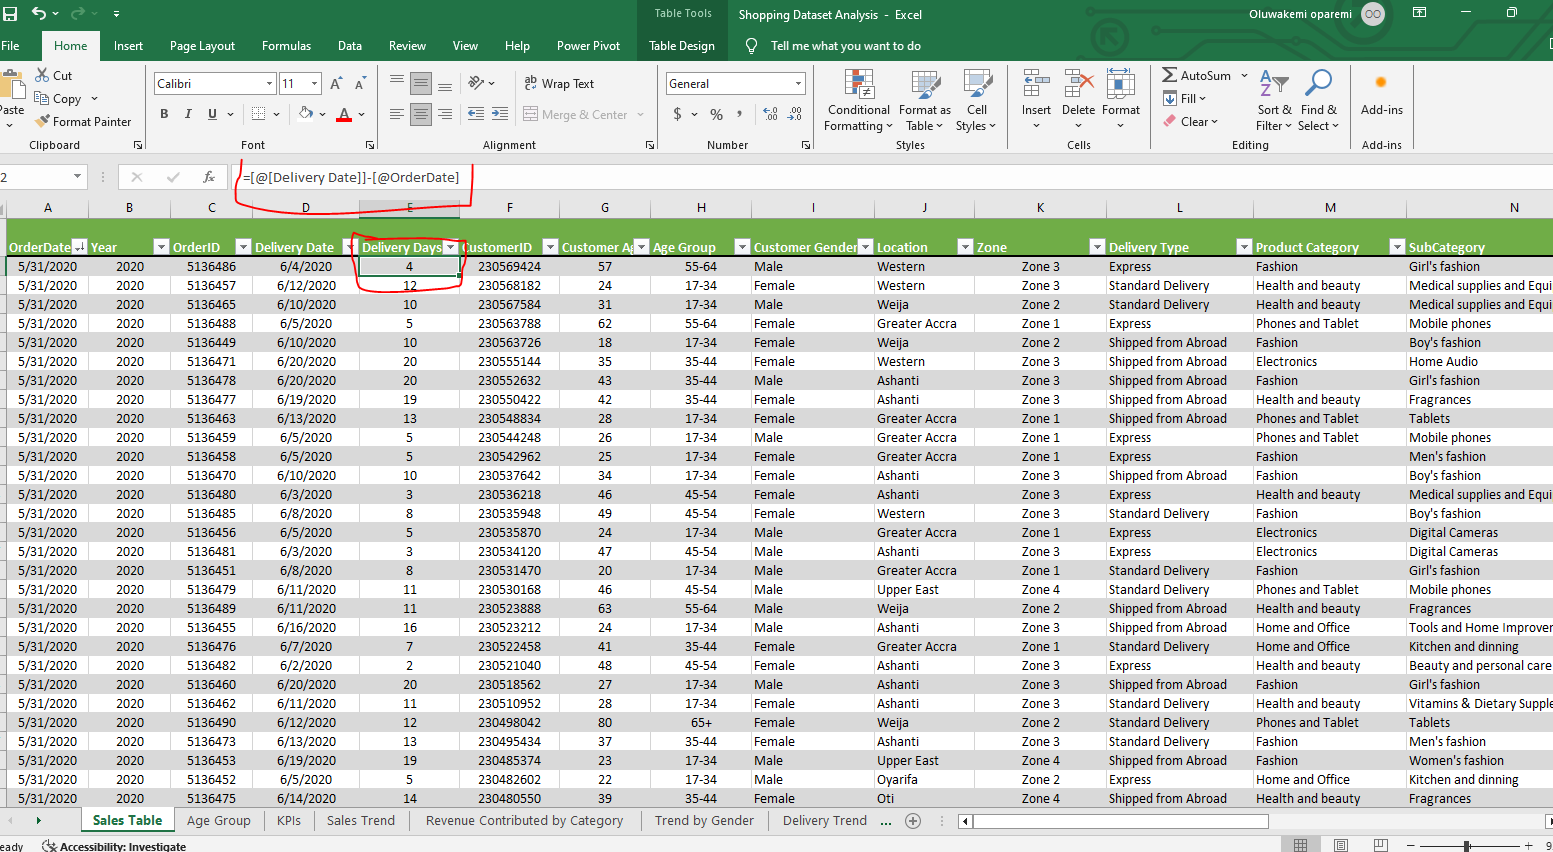 Table Tools
Shopping Dataset Analysis - Excel
Oluwakemi oparemi
OO
File Home Insert Page Layout Formulas Data Review View Help Power Pivot Table Design Tell me what you want to do
Paste
Cut
Copy
Format Painter
Clipboard
Calibri 11 A A
B I U A
Font
ab Wrap Text
Merge & Center
Alignment
General
$ % ,
Number
Conditional Formatting
Format as Table
Cell Styles
Styles
Insert Delete Format
Cells
AutoSum
Fill
Clear
Sort & Filter
Find & Select
Editing
Add-ins
Add-ins
2 fx =[@[Delivery Date]]-[@OrderDate]
A B C D E F G H I J K L M N
OrderDate Year OrderID Delivery Date Delivery Days CustomerID Customer Ag Age Group Customer Gender Location Zone Delivery Type Product Category SubCategory
5/31/2020 2020 5136486 6/4/2020 4 230569424 57 55-64 Male Western Zone 3 Express Fashion Girl's fashion
5/31/2020 2020 5136457 6/12/2020 12 230568182 24 17-34 Female Western Zone 3 Standard Delivery Health and beauty Medical supplies and Equi
5/31/2020 2020 5136465 6/10/2020 10 230567584 31 17-34 Male Weija Zone 2 Standard Delivery Health and beauty Medical supplies and Equi
5/31/2020 2020 5136488 6/5/2020 5 230563788 62 55-64 Female Greater Accra Zone 1 Express Phones and Tablet Mobile phones
5/31/2020 2020 5136449 6/10/2020 10 230563726 18 17-34 Female Weija Zone 2 Shipped from Abroad Fashion Boy's fashion
5/31/2020 2020 5136471 6/20/2020 20 230555144 35 35-44 Female Western Zone 3 Shipped from Abroad Electronics Home Audio
5/31/2020 2020 5136478 6/20/2020 20 230552632 43 35-44 Male Ashanti Zone 3 Shipped from Abroad Fashion Girl's fashion
5/31/2020 2020 5136477 6/19/2020 19 230550422 42 35-44 Female Ashanti Zone 3 Shipped from Abroad Health and beauty Fragrances
5/31/2020 2020 5136463 6/13/2020 13 230548834 28 17-34 Female Greater Accra Zone 1 Shipped from Abroad Phones and Tablet Tablets
5/31/2020 2020 5136459 6/5/2020 5 230544248 26 17-34 Male Greater Accra Zone 1 Express Phones and Tablet Mobile phones
5/31/2020 2020 5136458 6/5/2020 5 230542962 25 17-34 Female Greater Accra Zone 1 Express Fashion Men's fashion
5/31/2020 2020 5136470 6/10/2020 10 230537642 34 17-34 Female Ashanti Zone 3 Shipped from Abroad Fashion Boy's fashion
5/31/2020 2020 5136480 6/3/2020 3 230536218 46 45-54 Female Ashanti Zone 3 Express Health and beauty Medical supplies and Equi
5/31/2020 2020 5136485 6/8/2020 8 230535948 49 45-54 Female Western Zone 3 Standard Delivery Fashion Boy's fashion
5/31/2020 2020 5136456 6/5/2020 5 230535870 24 17-34 Male Greater Accra Zone 1 Express Electronics Digital Cameras
5/31/2020 2020 5136481 6/3/2020 3 230534120 47 45-54 Male Ashanti Zone 3 Express Electronics Digital Cameras
5/31/2020 2020 5136451 6/8/2020 8 230531470 20 17-34 Male Greater Accra Zone 1 Standard Delivery Fashion Girl's fashion
5/31/2020 2020 5136479 6/11/2020 11 230530168 46 45-54 Male Upper East Zone 4 Standard Delivery Phones and Tablet Mobile phones
5/31/2020 2020 5136489 6/11/2020 11 230523888 63 55-64 Male Weija Zone 2 Shipped from Abroad Health and beauty Fragrances
5/31/2020 2020 5136455 6/16/2020 16 230523212 24 17-34 Male Ashanti Zone 3 Shipped from Abroad Home and Office Tools and Home Improver
5/31/2020 2020 5136476 6/7/2020 7 230522458 41 35-44 Female Greater Accra Zone 1 Standard Delivery Home and Office Kitchen and dinning
5/31/2020 2020 5136482 6/2/2020 2 230521040 48 45-54 Female Ashanti Zone 3 Express Health and beauty Beauty and personal care
5/31/2020 2020 5136460 6/20/2020 20 230518562 27 17-34 Male Ashanti Zone 3 Shipped from Abroad Fashion Girl's fashion
5/31/2020 2020 5136462 6/11/2020 11 230510952 28 17-34 Female Ashanti Zone 3 Standard Delivery Health and beauty Vitamins & Dietary Supple
5/31/2020 2020 5136490 6/12/2020 12 230498042 80 65+ Female Weija Zone 2 Standard Delivery Phones and Tablet Tablets
5/31/2020 2020 5136473 6/13/2020 13 230495434 37 35-44 Female Ashanti Zone 3 Standard Delivery Fashion Men's fashion
5/31/2020 2020 5136453 6/19/2020 19 230485374 23 17-34 Male Upper East Zone 4 Shipped from Abroad Fashion Women's fashion
5/31/2020 2020 5136452 6/5/2020 5 230482602 22 17-34 Male Oyarifa Zone 2 Express Home and Office Kitchen and dinning
5/31/2020 2020 5136475 6/14/2020 14 230480550 39 35-44 Female Oti Zone 4 Shipped from Abroad Health and beauty Fragrances
Sales Table Age Group KPIs Sales Trend Revenue Contributed by Category Trend by Gender Delivery Trend ...
eady Accessibility: Investigate 9